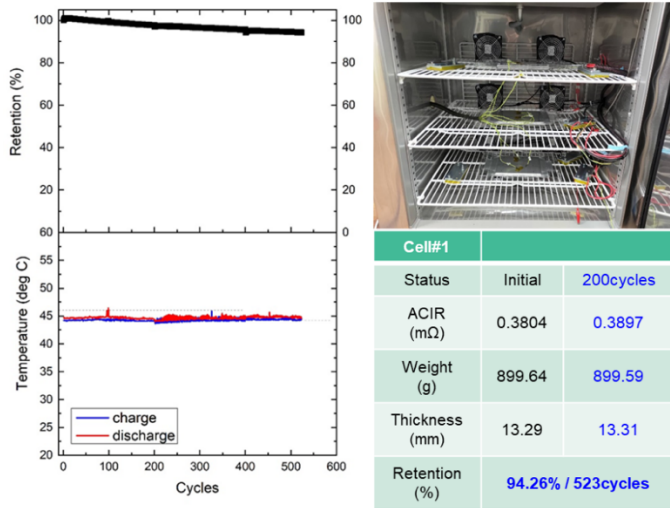 100
80
60
40
20
0
100
80
60
40
20
0
Retention (%)
60
55
50
45
40
35
30
25
20
Temperature (deg C)
charge
discharge
0
100
200
300
400
500
600
Cycles
Cell#1
Status Initial 200cycles
ACIR
(mΩ)
0.3804 0.3897
Weight
(g)
899.64 899.59
Thickness
(mm)
13.29 13.31
Retention
(%)
94.26% / 523cycles